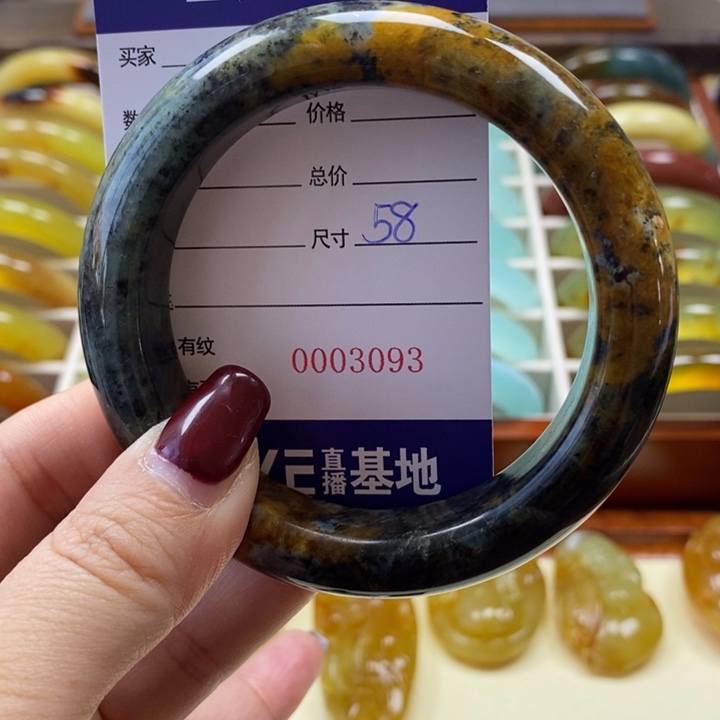 买家
数
价格
总价
尺寸 58
有纹
0003093
直播基地